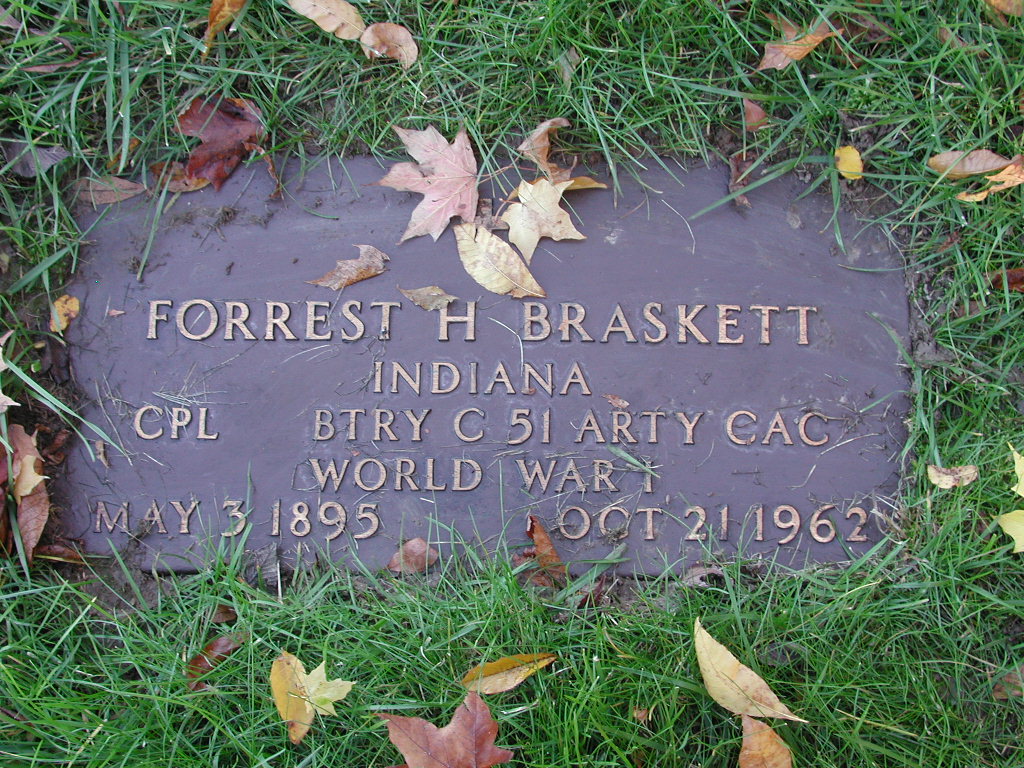 FORREST H BRASKETT
INDIANA
CPL BTRY C 51 ARTY CAC
WORLD WAR I
MAY 3 1895 OCT 21 1962